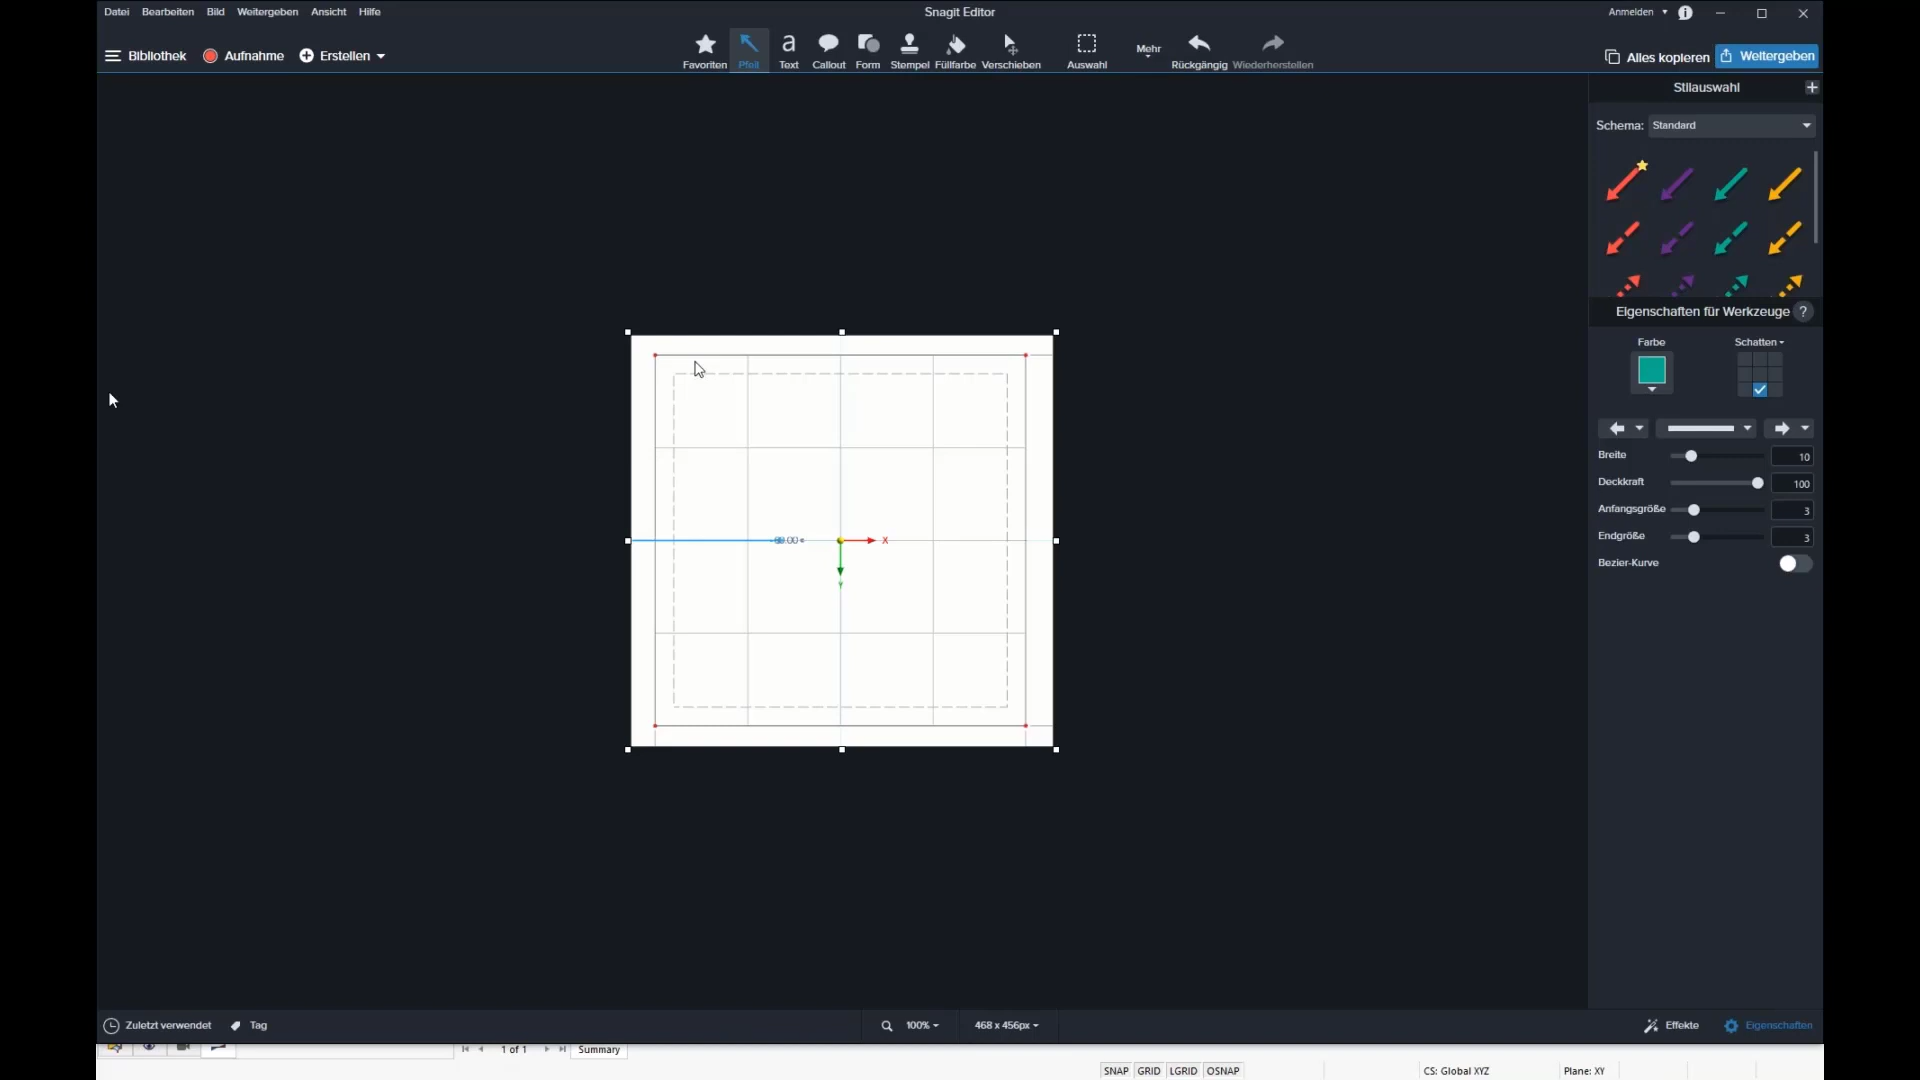 Datei Bearbeiten Bild Weitergeben Ansicht Hilfe
Snagit Editor
Anmelden
Bibliothek Aufnahme Erstellen
Favoriten Pfeil Text Callout Form Stempel Füllfarbe Verschieben Auswahl Mehr Rückgängig Wiederherstellen
Alles kopieren Weitergeben
Stilauswahl
Schema: Standard
Eigenschaften für Werkzeuge ?
Farbe Schatten
Breite 10
Deckkraft 100
Anfangsgröße 3
Endgröße 3
Bezier-Kurve
X
Y
Zuletzt verwendet Tag
100% 468 x 456px
Effekte Eigenschaften
1 of 1 Summary
SNAP GRID LGRID OSNAP
CS: Global XYZ Plane: XY